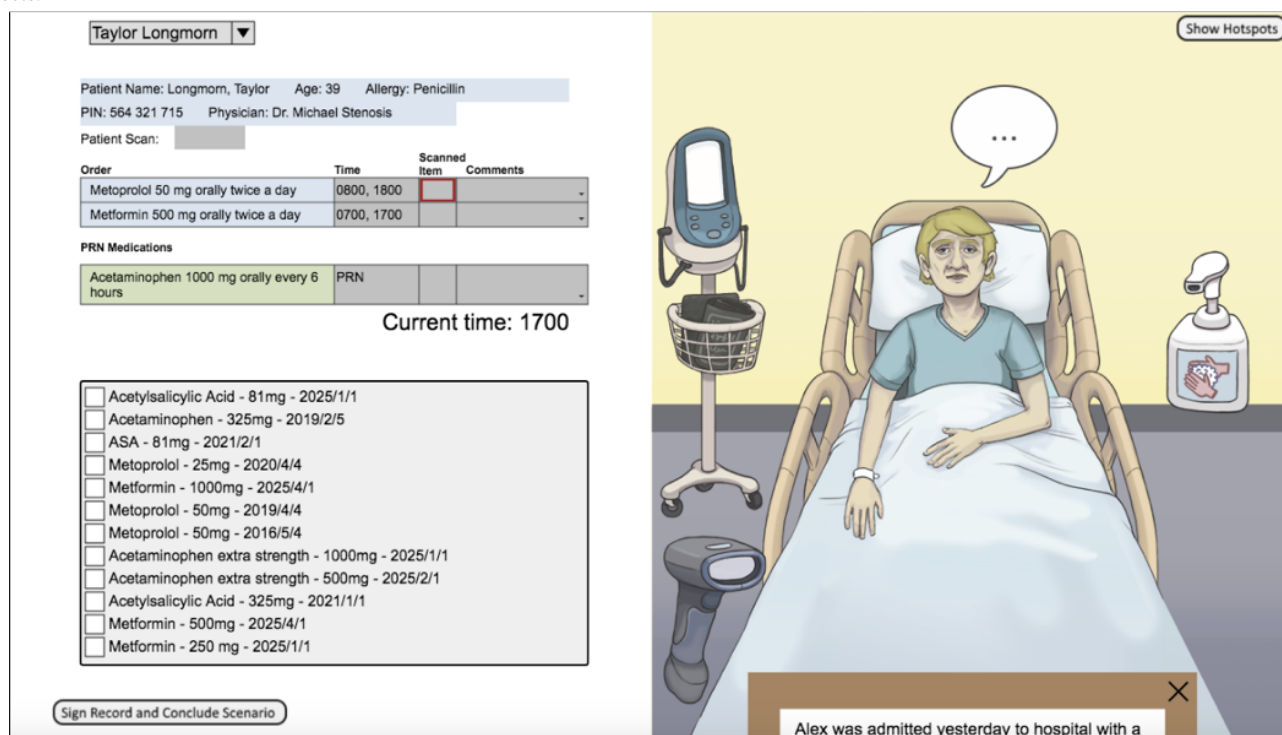 Taylor Longmorn
Show Hotspots
Patient Name: Longmorn, Taylor Age: 39 Allergy: Penicillin
PIN: 564 321 715 Physician: Dr. Michael Stenosis
Patient Scan:
Order Time Scanned Item Comments
Metoprolol 50 mg orally twice a day 0800, 1800
Metformin 500 mg orally twice a day 0700, 1700
PRN Medications
Acetaminophen 1000 mg orally every 6 PRN
hours
Current time: 1700
Acetylsalicylic Acid - 81mg - 2025/1/1
Acetaminophen - 325mg - 2019/2/5
ASA - 81mg - 2021/2/1
Metoprolol - 25mg - 2020/4/4
Metformin - 1000mg - 2025/4/1
Metoprolol - 50mg - 2019/4/4
Metoprolol - 50mg - 2016/5/4
Acetaminophen extra strength - 1000mg - 2025/1/1
Acetaminophen extra strength - 500mg - 2025/2/1
Acetylsalicylic Acid - 325mg - 2021/1/1
Metformin - 500mg - 2025/4/1
Metformin - 250 mg - 2025/1/1
Sign Record and Conclude Scenario
...
Alex was admitted yesterday to hospital with a